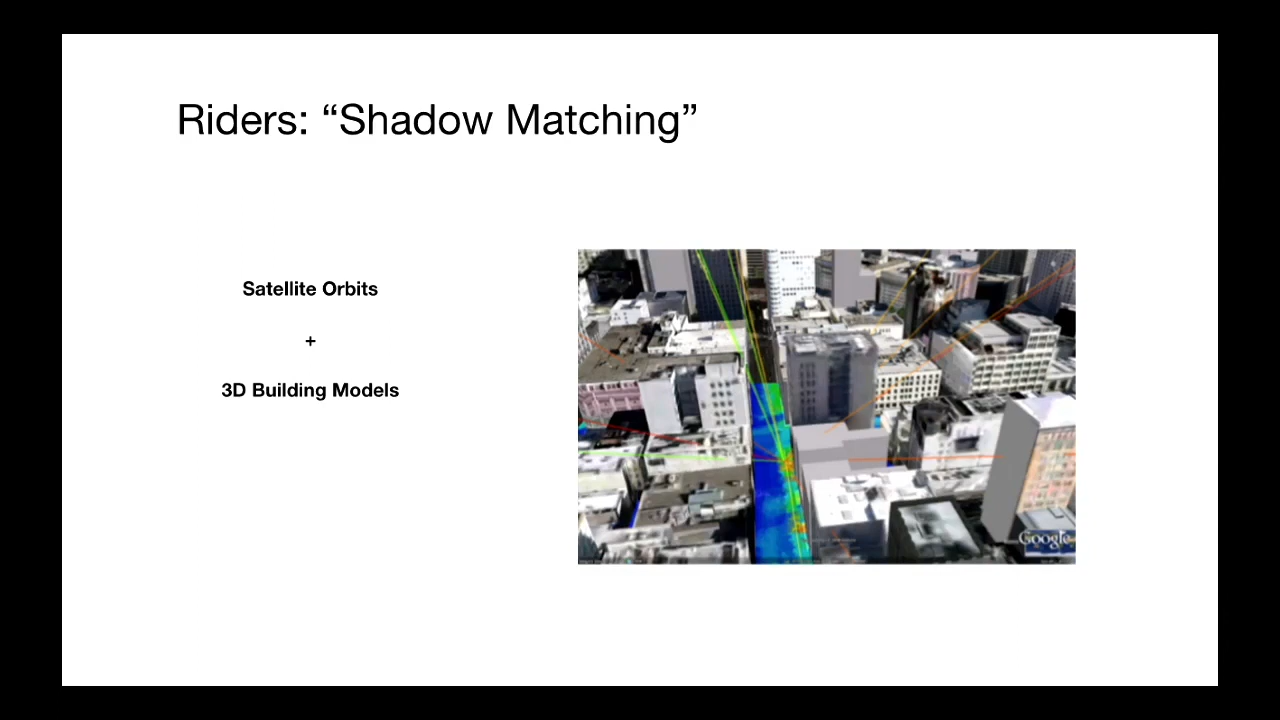 Riders: “Shadow Matching”
Satellite Orbits
+
3D Building Models
Google